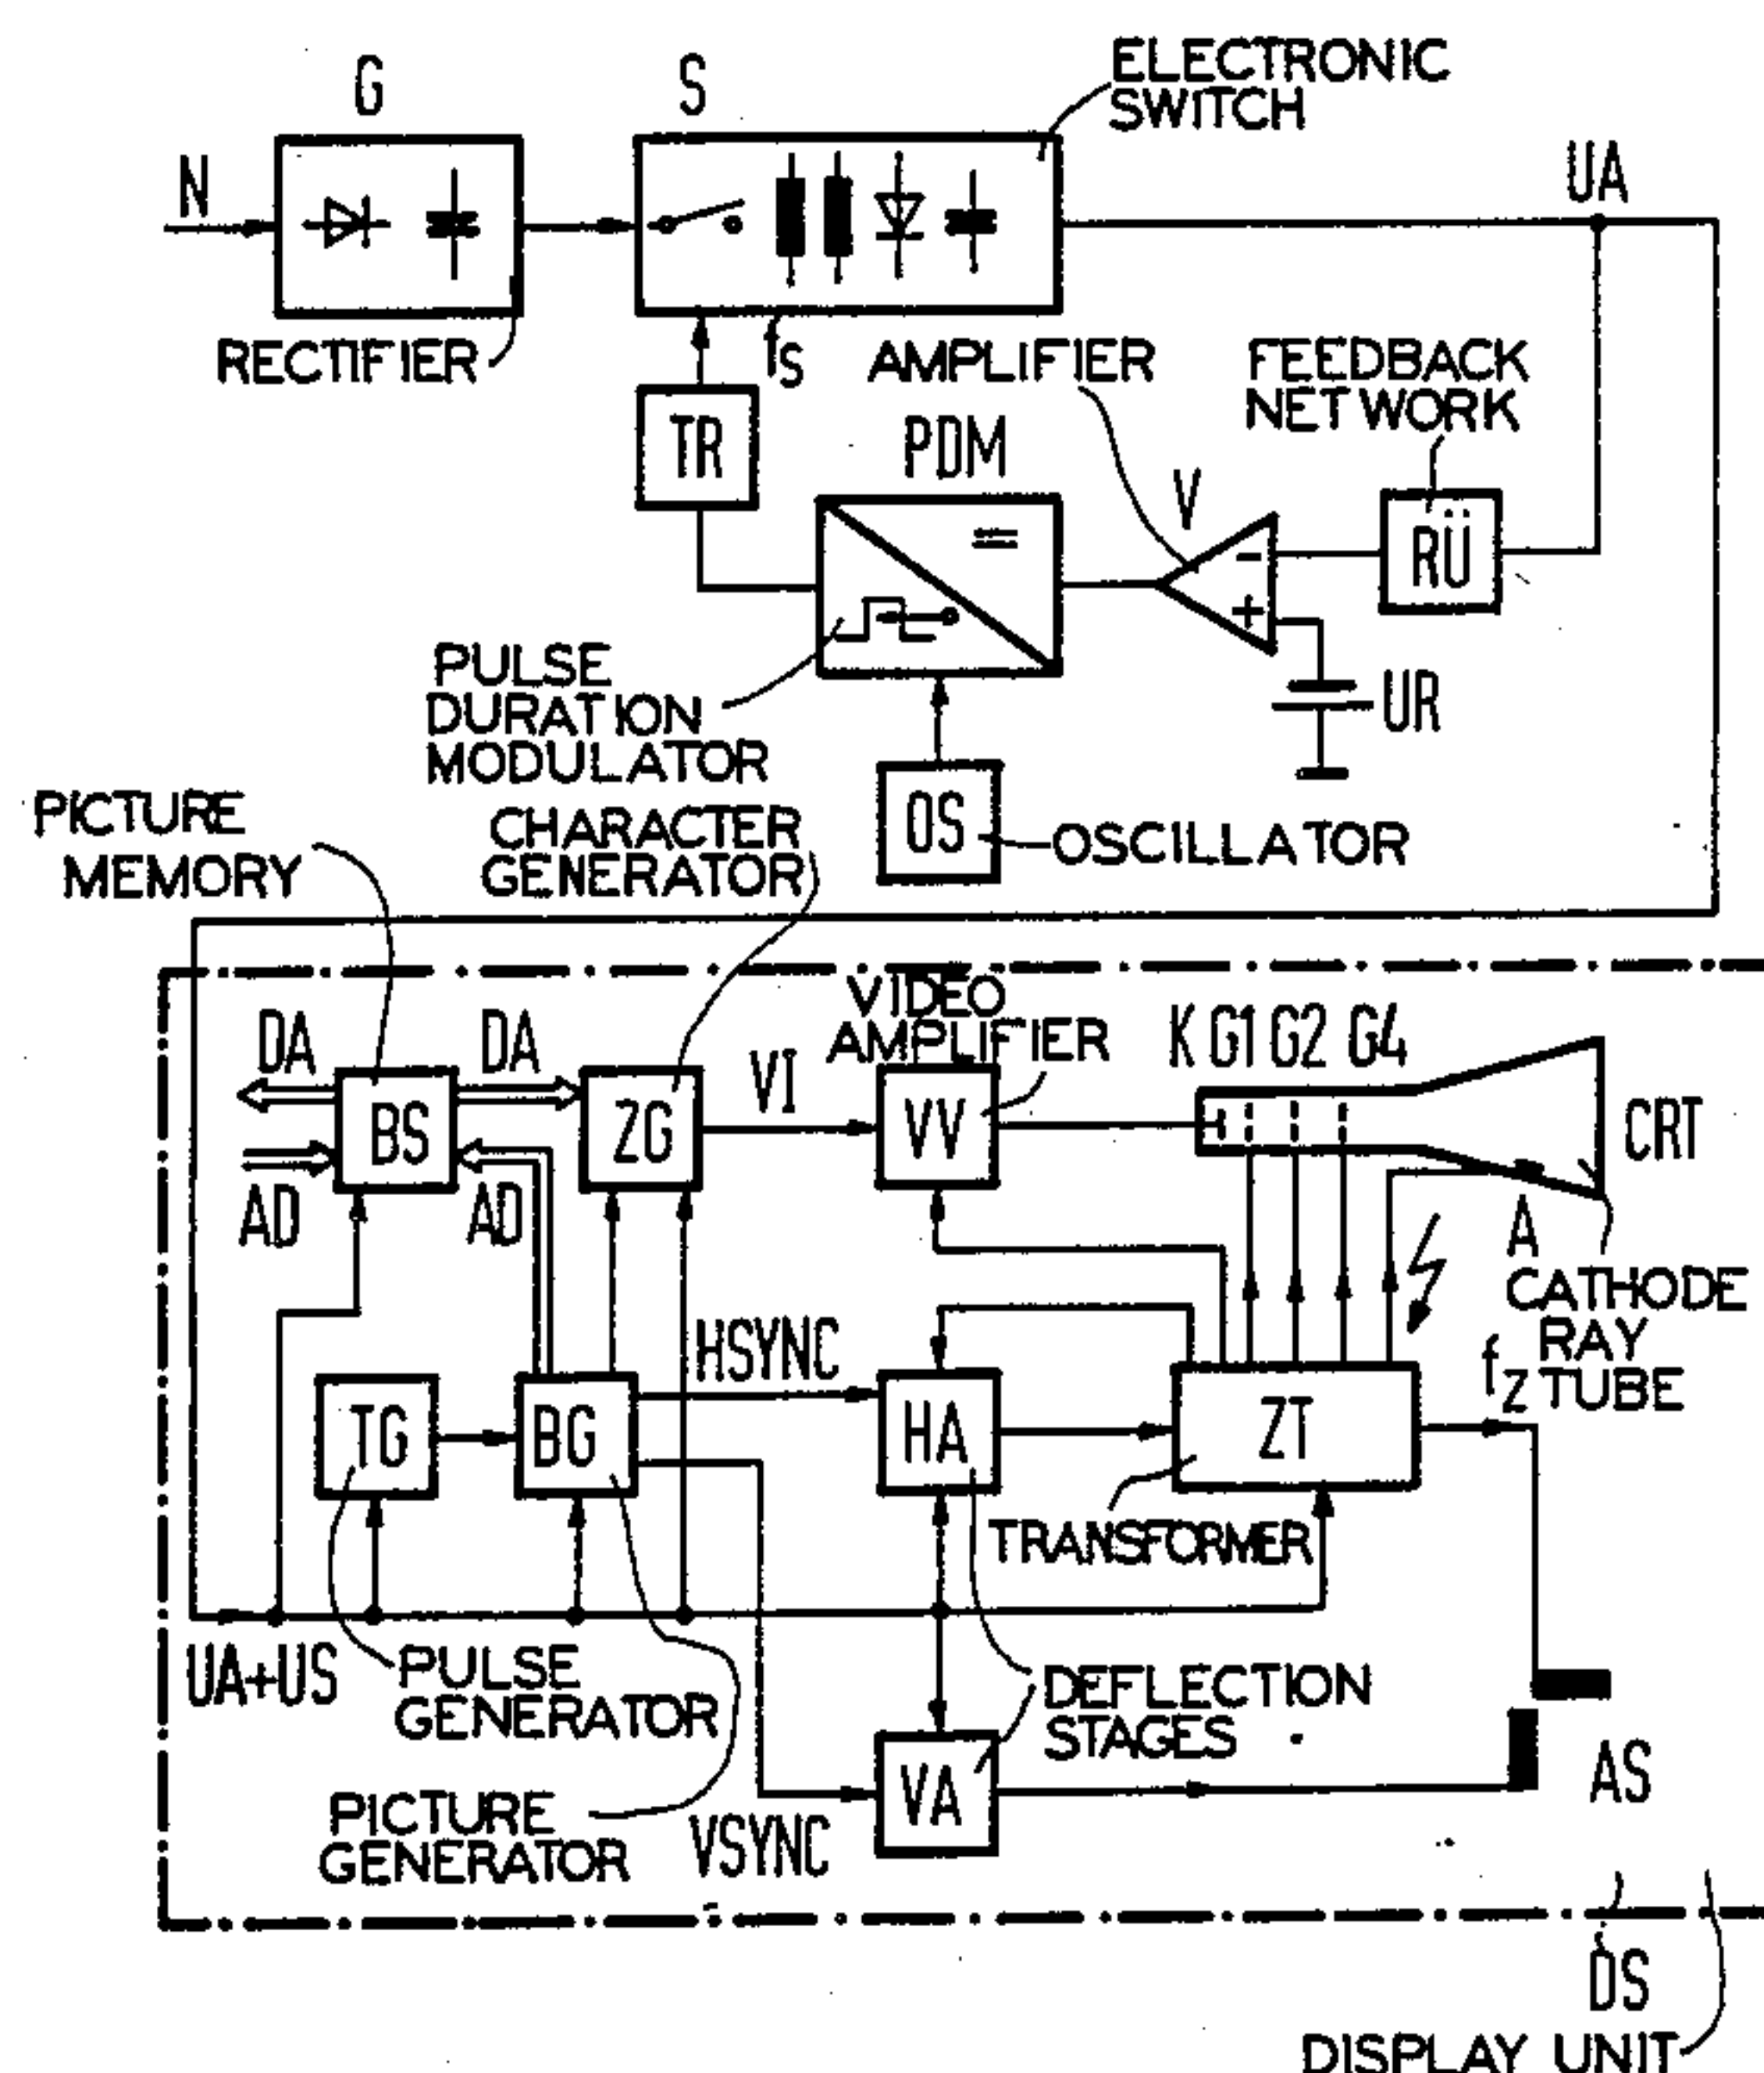 G
S
ELECTRONIC
SWITCH
N
UA
RECTIFIER
fS
AMPLIFIER
FEEDBACK
NETWORK
TR
PDM
V
-
RÜ
=
+
PULSE
DURATION
MODULATOR
UR
PICTURE
MEMORY
CHARACTER
GENERATOR
OS
OSCILLATOR
VIDEO
AMPLIFIER
K G1 G2 G4
DA
DA
VI
BS
ZG
VV
CRT
AD
AD
A
CATHODE
RAY
TUBE
HSYNC
fZ
TG
BG
HA
ZT
TRANSFORMER
UA+US
PULSE
GENERATOR
DEFLECTION
STAGES
VA
AS
PICTURE
GENERATOR
VSYNC
DS
DISPLAY UNIT